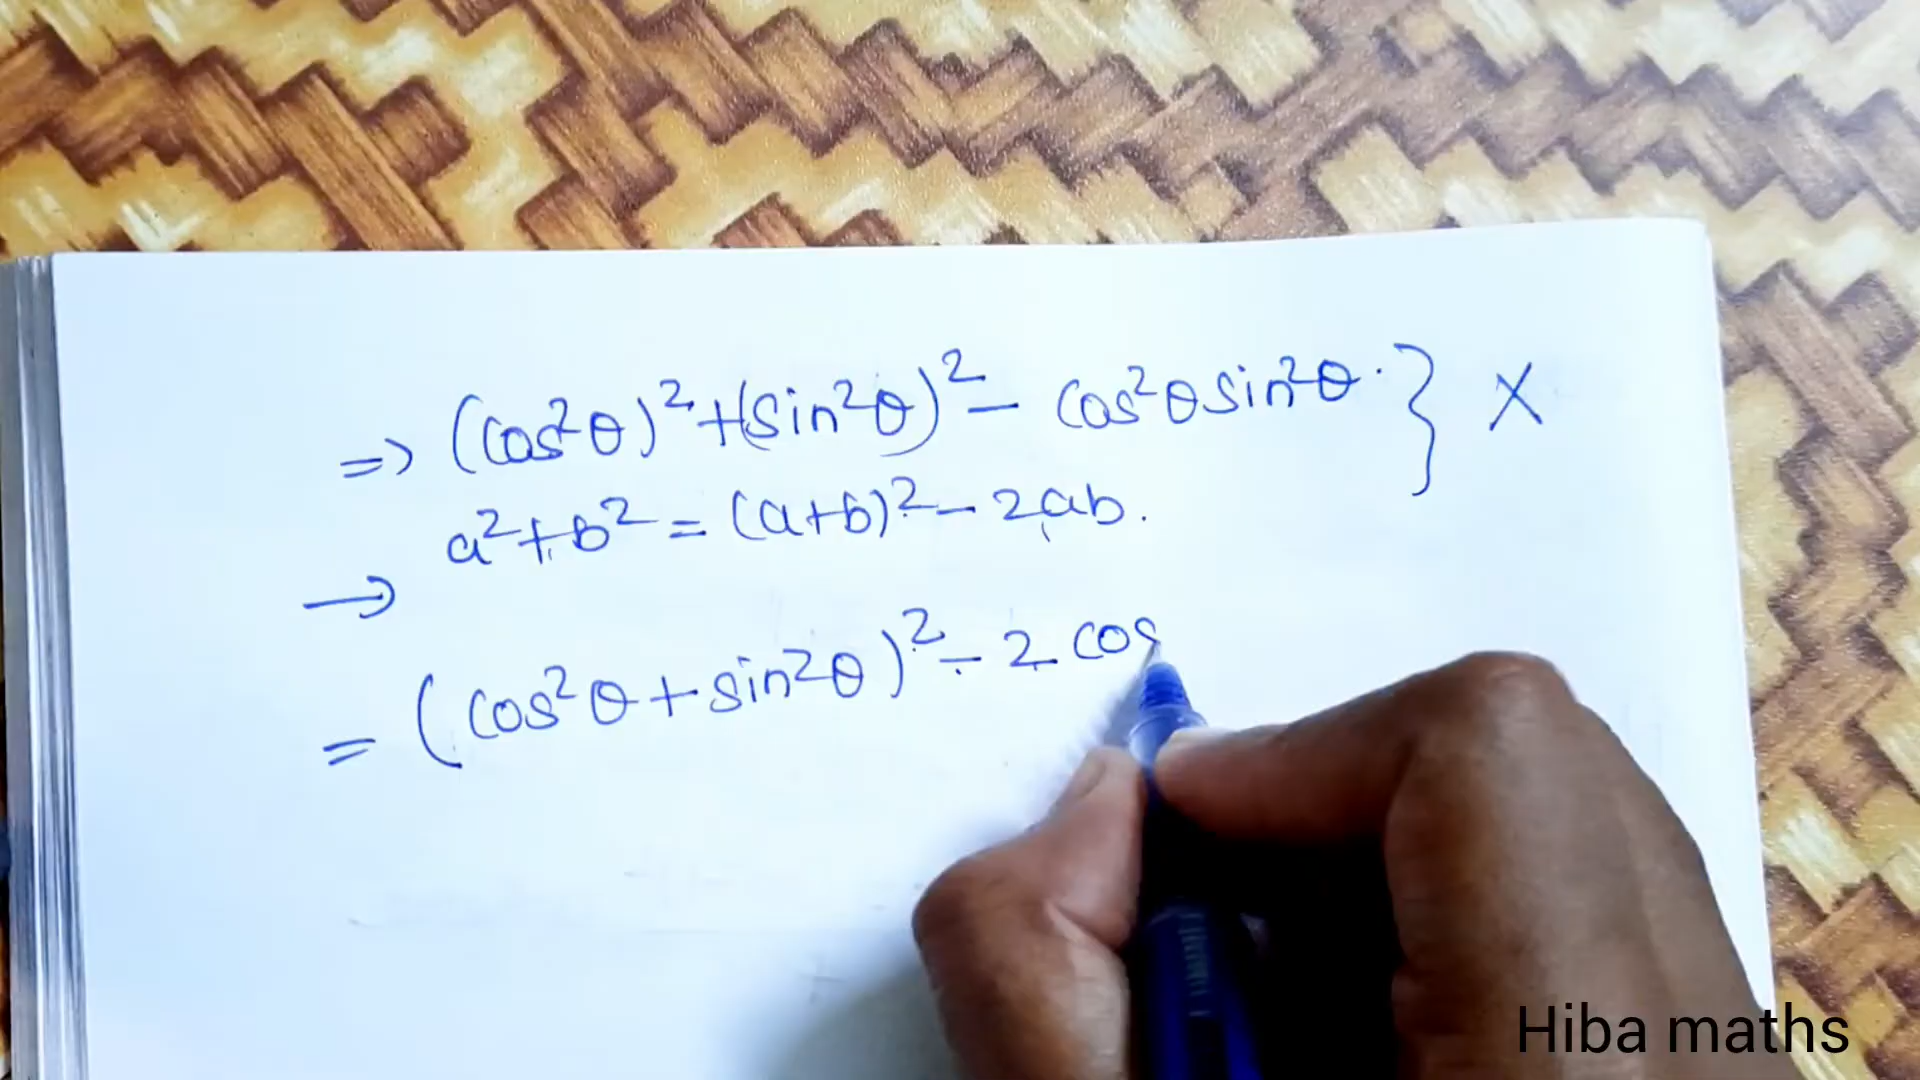 => (cos²θ)²+(sin²θ)² - cos²θ sin²θ. } X
a²+b² = (a+b)² - 2ab.
→
= (cos²θ + sin²θ)² - 2 cos
Hiba maths